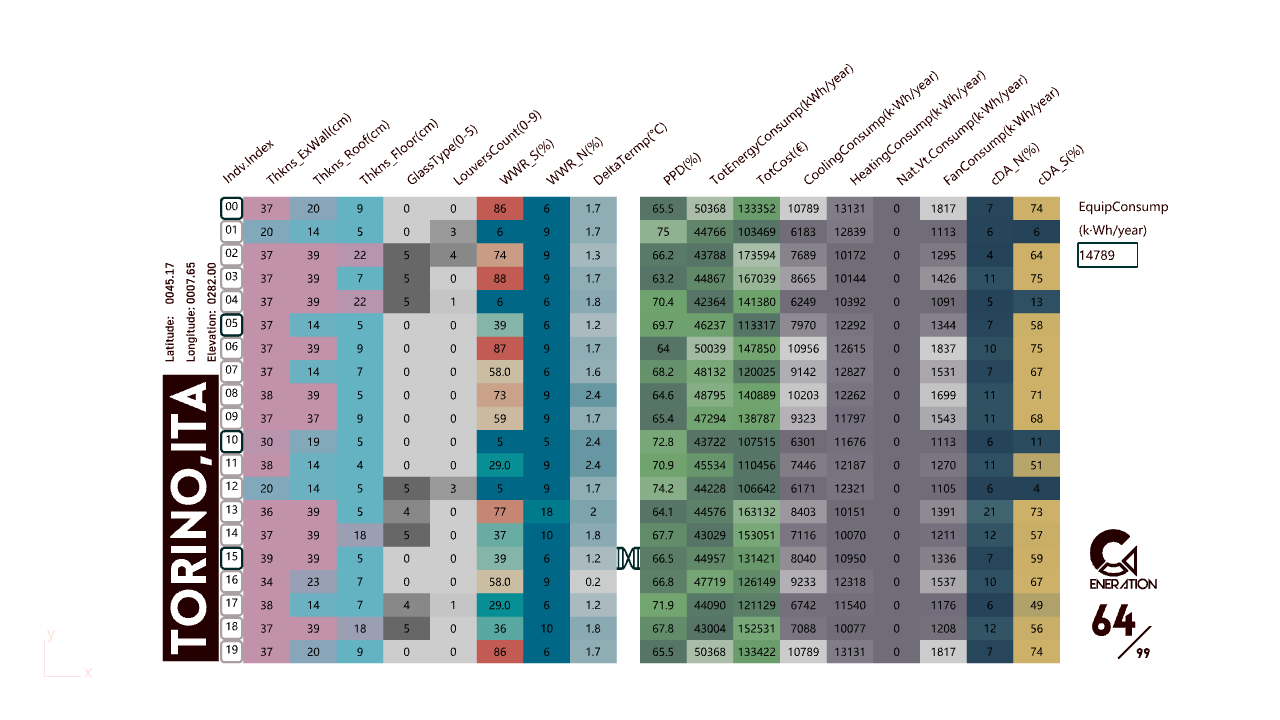 Indv.Index Thkns_ExWall(cm) Thkns_Roof(cm) Thkns_Floor(cm) GlassType(0-5) LouversCount(0-9) WWR_S(%) WWR_N(%) DeltaTermp(°C) PPD(%) TotEnergyConsump(kWh/year) TotCost(€) CoolingConsump(k·Wh/year) HeatingConsump(k·Wh/year) Nat.Vt.Consump(k·Wh/year) FanConsump(k·Wh/year) cDA_N(%) cDA_S(%)
00 37 20 9 0 0 86 6 1.7 65.5 50368 133352 10789 13131 0 1817 7 74
01 20 14 5 0 3 6 9 1.7 75 44766 103469 6183 12839 0 1113 6 6
02 37 39 22 5 4 74 9 1.3 66.2 43788 173594 7689 10172 0 1295 4 64
03 37 39 7 5 0 88 9 1.7 63.2 44867 167039 8665 10144 0 1426 11 75
04 37 39 22 5 1 6 6 1.8 70.4 42364 141380 6249 10392 0 1091 5 13
05 37 14 5 0 0 39 6 1.2 69.7 46237 113317 7970 12292 0 1344 7 58
06 37 39 9 0 0 87 9 1.7 64 50039 147850 10956 12615 0 1837 10 75
07 37 14 7 0 0 58.0 6 1.6 68.2 48132 120025 9142 12827 0 1531 7 67
08 38 39 5 0 0 73 9 2.4 64.6 48795 140889 10203 12262 0 1699 11 71
09 37 37 9 0 0 59 9 1.7 65.4 47294 138787 9323 11797 0 1543 11 68
10 30 19 5 0 0 5 5 2.4 72.8 43722 107515 6301 11676 0 1113 6 11
11 38 14 4 0 0 29.0 9 2.4 70.9 45534 110456 7446 12187 0 1270 11 51
12 20 14 5 5 3 5 9 1.7 74.2 44228 106642 6171 12321 0 1105 6 4
13 36 39 5 4 0 77 18 2 64.1 44576 163132 8403 10151 0 1391 21 73
14 37 39 18 5 0 37 10 1.8 67.7 43029 153051 7116 10070 0 1211 12 57
15 39 39 5 0 0 39 6 1.2 66.5 44957 131421 8040 10950 0 1336 7 59
16 34 23 7 0 0 58.0 9 0.2 66.8 47719 126149 9233 12318 0 1537 10 67
17 38 14 7 4 1 29.0 6 1.2 71.9 44090 121129 6742 11540 0 1176 6 49
18 37 39 18 5 0 36 10 1.8 67.8 43004 152531 7088 10077 0 1208 12 56
19 37 20 9 0 0 86 6 1.7 65.5 50368 133422 10789 13131 0 1817 7 74
Latitude: 0045.17
Longitude: 0007.65
Elevation: 0282.00
TORINO,ITA
EquipConsump
(k·Wh/year)
14789
GENERATION
64/99
y
x